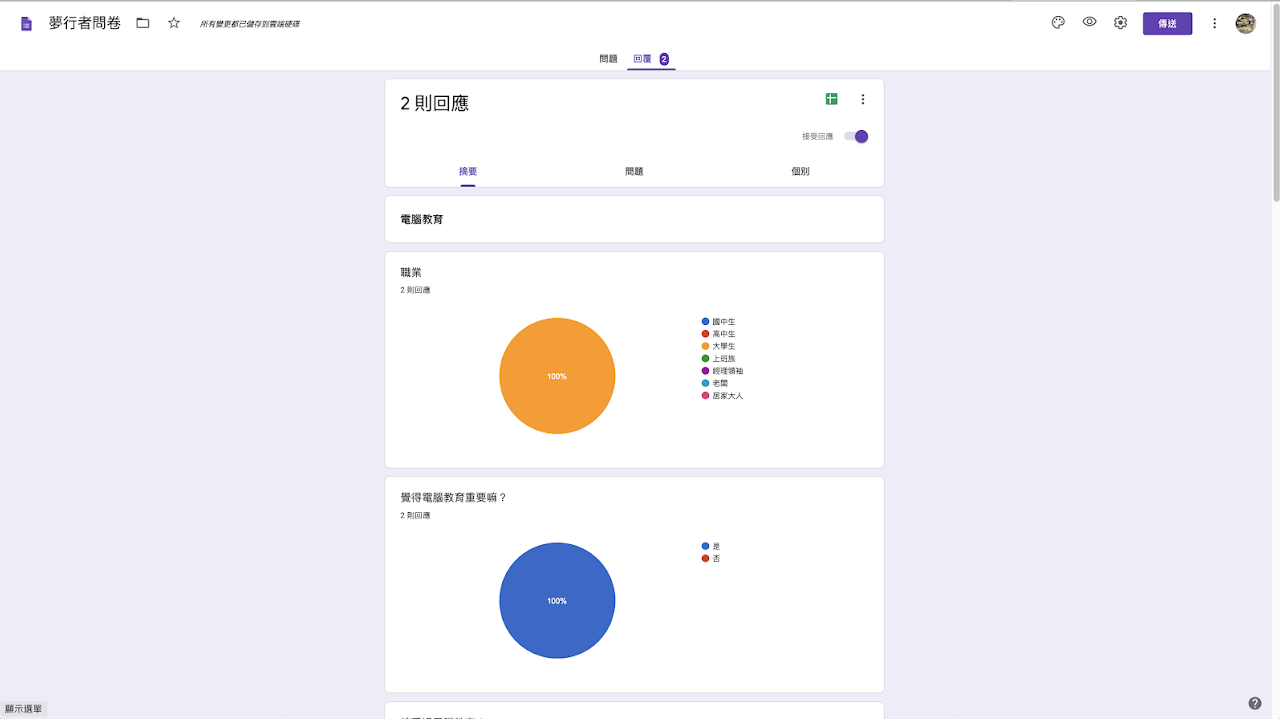 夢行者問卷
所有變更都已儲存到雲端硬碟
傳送
問題
回覆 2
2 則回應
接受回應
摘要
問題
個別
電腦教育
職業
2 則回應
100%
國中生
高中生
大學生
上班族
經理領袖
老闆
居家大人
覺得電腦教育重要嘛？
2 則回應
100%
是
否
顯示選單